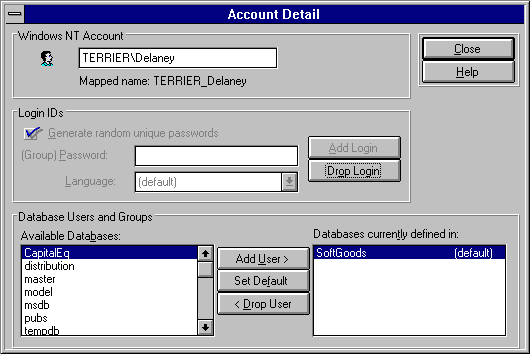 Account Detail
Windows NT Account
TERRIER\Delaney
Mapped name: TERRIER_Delaney
Close
Help
Login IDs
Generate random unique passwords
(Group) Password:
Language:
(default)
Add Login
Drop Login
Database Users and Groups
Available Databases:
CapitalEq
distribution
master
model
msdb
pubs
tempdb
Add User >
Set Default
< Drop User
Databases currently defined in:
SoftGoods (default)